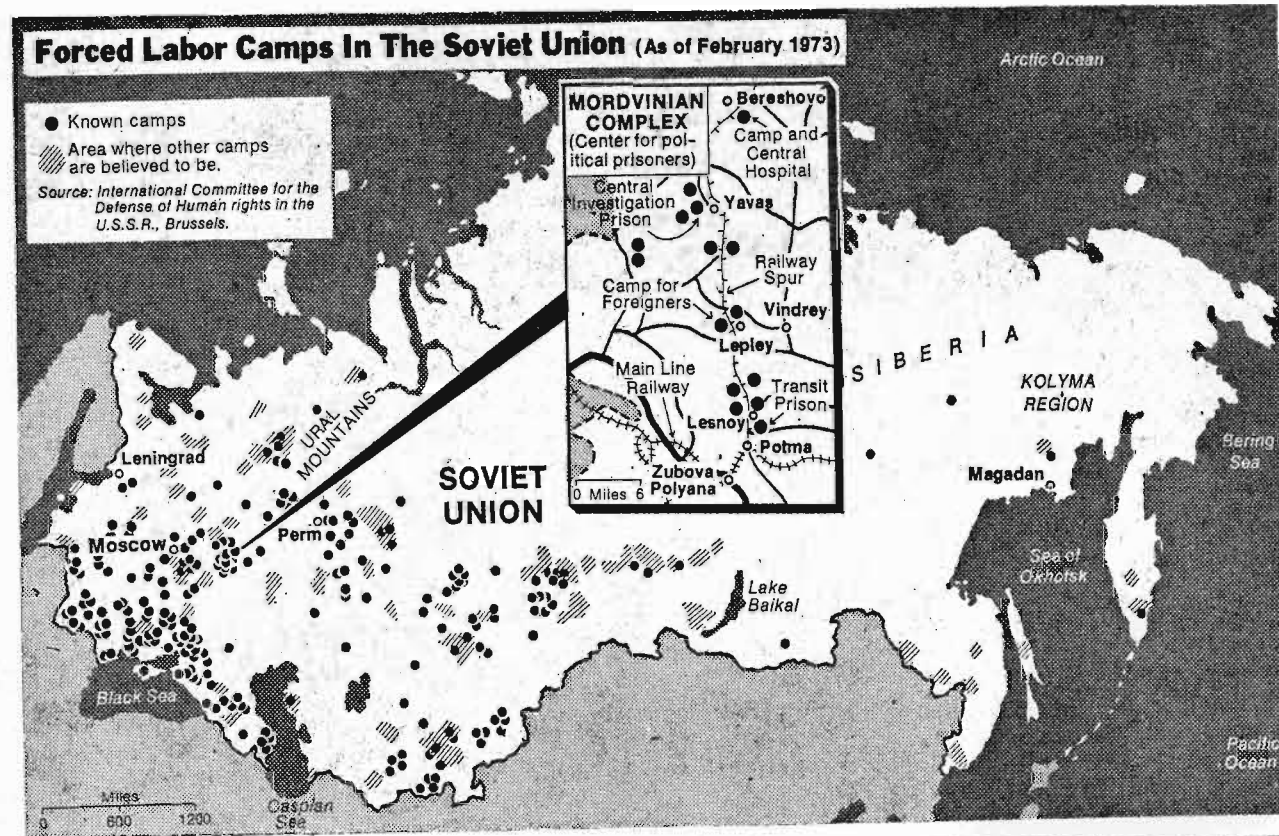 Forced Labor Camps In The Soviet Union (As of February 1973)
Known camps
Area where other camps
are believed to be.
Source: International Committee for the
Defense of Human rights in the
U.S.S.R., Brussels.
MORDVINIAN
COMPLEX
(Center for pol-
itical prisoners)
Bereshovo
Camp and
Central
Hospital
Central
Investigation
Prison
Yavas
Railway
Spur
Camp for
Foreigners
Vindrey
Lepley
Main Line
Railway
Transit
Prison
Lesnoy
Potma
Zubova
Polyana
0 Miles 6
Arctic Ocean
SIBERIA
KOLYMA
REGION
Bering
Sea
Magadan
Sea of
Okhotsk
Pacific
Ocean
URAL
MOUNTAINS
Leningrad
SOVIET
UNION
Moscow
Perm
Lake
Baikal
Black Sea
Caspian
Sea
Miles
0 600 1200